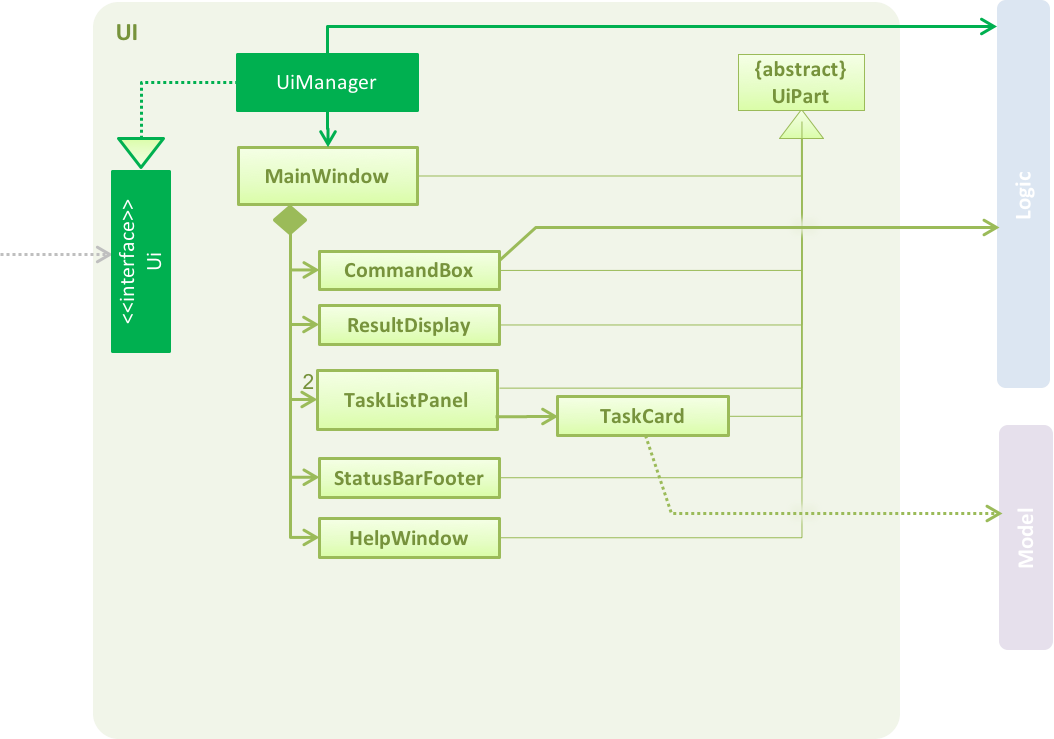 UI
UiManager
{abstract}
UiPart
MainWindow
Logic
<<interface>>
Ui
CommandBox
ResultDisplay
2
TaskListPanel
TaskCard
StatusBarFooter
HelpWindow
Model